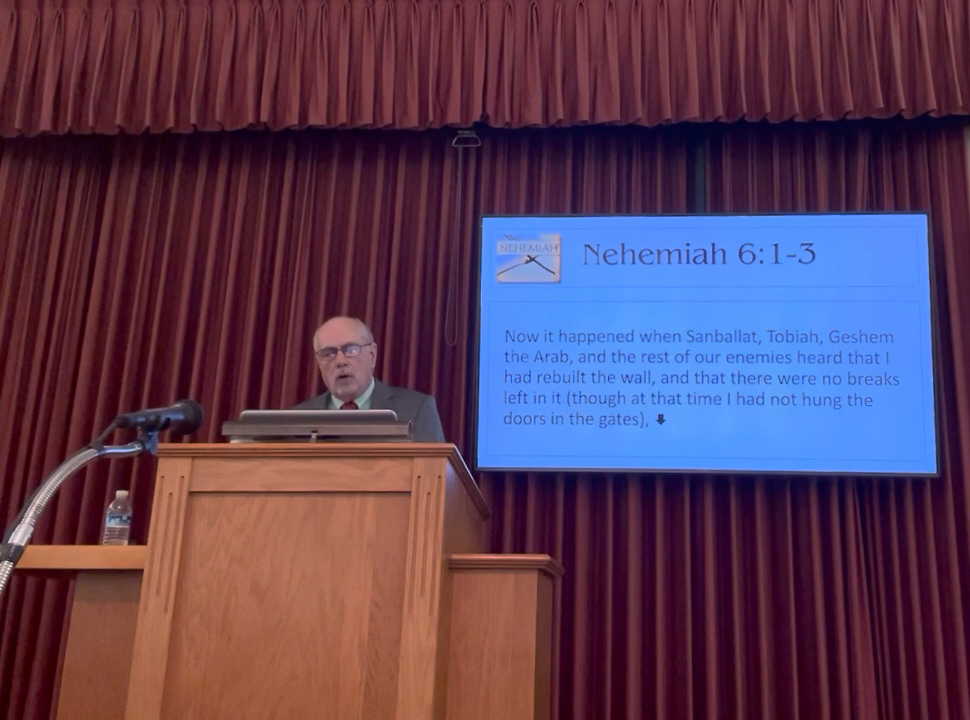 NEHEMIAH
Nehemiah 6:1-3
Now it happened when Sanballat, Tobiah, Geshem
the Arab, and the rest of our enemies heard that I
had rebuilt the wall, and that there were no breaks
left in it (though at that time I had not hung the
doors in the gates),